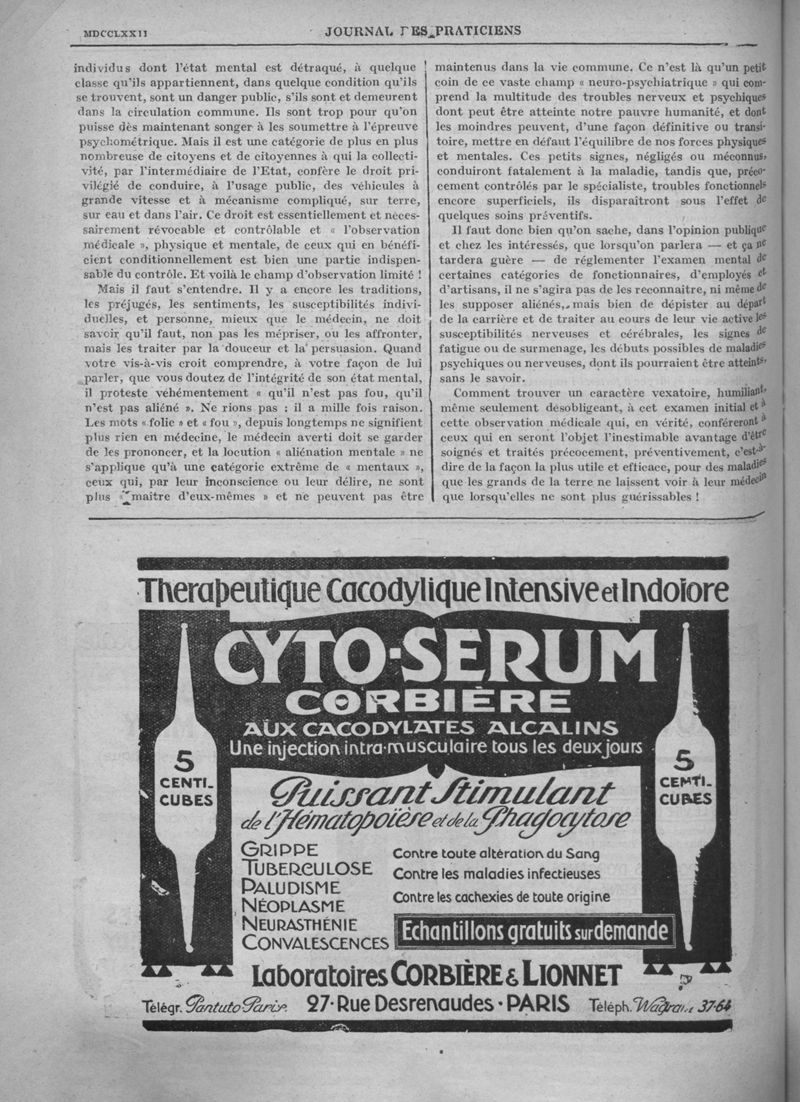 MDCCLXXII
JOURNAL DES PRATICIENS
individus dont l'état mental est détraqué, à quelque
classe qu'ils appartiennent, dans quelque condition qu'ils
se trouvent, sont un danger public, s'ils sont et demeurent
dans la circulation commune. Ils sont trop pour qu'on
puisse dès maintenant songer à les soumettre à l'épreuve
psychométrique. Mais il est une catégorie de plus en plus
nombreuse de citoyens et de citoyennes à qui la collecti-
vité, par l'intermédiaire de l'Etat, confère le droit pri-
vilégié de conduire, à l'usage public, des véhicules à
grande vitesse et à mécanisme compliqué, sur terre,
sur eau et dans l'air. Ce droit est essentiellement et néces-
sairement révocable et contrôlable et « l'observation
médicale », physique et mentale, de ceux qui en bénéfi-
cient conditionnellement est bien une partie indispen-
sable du contrôle. Et voilà le champ d'observation limité !
Mais il faut s'entendre. Il y a encore les traditions,
les préjugés, les sentiments, les susceptibilités indivi-
duelles, et personne, mieux que le médecin, ne doit
savoir qu'il faut, non pas les mépriser, ou les affronter,
mais les traiter par la douceur et la persuasion. Quand
votre vis-à-vis croit comprendre, à votre façon de lui
parler, que vous doutez de l'intégrité de son état mental,
il proteste véhémentement « qu'il n'est pas fou, qu'il
n'est pas aliéné ». Ne rions pas : il a mille fois raison.
Les mots « folie » et « fou », depuis longtemps ne signifient
plus rien en médecine, le médecin averti doit se garder
de les prononcer, et la locution « aliénation mentale » ne
s'applique qu'à une catégorie extrême de « mentaux »,
ceux qui, par leur inconscience ou leur délire, ne sont
plus « maître d'eux-mêmes » et ne peuvent pas être
maintenus dans la vie commune. Ce n'est là qu'un petit
coin de ce vaste champ « neuro-psychiatrique » qui com-
prend la multitude des troubles nerveux et psychiques
dont peut être atteinte notre pauvre humanité, et dont
les moindres peuvent, d'une façon définitive ou transi-
toire, mettre en défaut l'équilibre de nos forces physiques
et mentales. Ces petits signes, négligés ou méconnus,
conduiront fatalement à la maladie, tandis que, préco-
cement contrôlés par le spécialiste, troubles fonctionnels
encore superficiels, ils disparaîtront sous l'effet de
quelques soins préventifs.
Il faut donc bien qu'on sache, dans l'opinion publique
et chez les intéressés, que lorsqu'on parlera — et ça ne
tardera guère — de réglementer l'examen mental de
certaines catégories de fonctionnaires, d'employés et
d'artisans, il ne s'agira pas de les reconnaitre, ni même de
les supposer aliénés, mais bien de dépister au départ
de la carrière et de traiter au cours de leur vie active les
susceptibilités nerveuses et cérébrales, les signes de
fatigue ou de surmenage, les débuts possibles de maladies
psychiques ou nerveuses, dont ils pourraient être atteints,
sans le savoir.
Comment trouver un caractère vexatoire, humiliant,
même seulement desobligeant, à cet examen initial et à
cette observation médicale qui, en vérité, conféreront à
ceux qui en seront l'objet l'inestimable avantage d'être
soignés et traités précocement, préventivement, c'est-à-
dire de la façon la plus utile et efficace, pour des maladies
que les grands de la terre ne laissent voir à leur médecin
que lorsqu'elles ne sont plus guérissables !
Thérapeutique Cacodylique Intensive et Indolore
CYTO-SERUM
CORBIÈRE
AUX CACODYLATES ALCALINS
Une injection intra-musculaire tous les deux jours
5
CENTI-
CUBES
5
CENTI-
CUBES
Puissant Stimulant
de l'Hématopoïèse et de la Phagocytose
GRIPPE
TUBERCULOSE
PALUDISME
NÉOPLASME
NEURASTHÉNIE
CONVALESCENCES
Contre toute altération du Sang
Contre les maladies infectieuses
Contre les cachexies de toute origine
Echantillons gratuits sur demande
Laboratoires CORBIÈRE & LIONNET
Télégr. Pantuto Paris. 27·Rue Desrenaudes·PARIS Téléph. Wagram 37-64